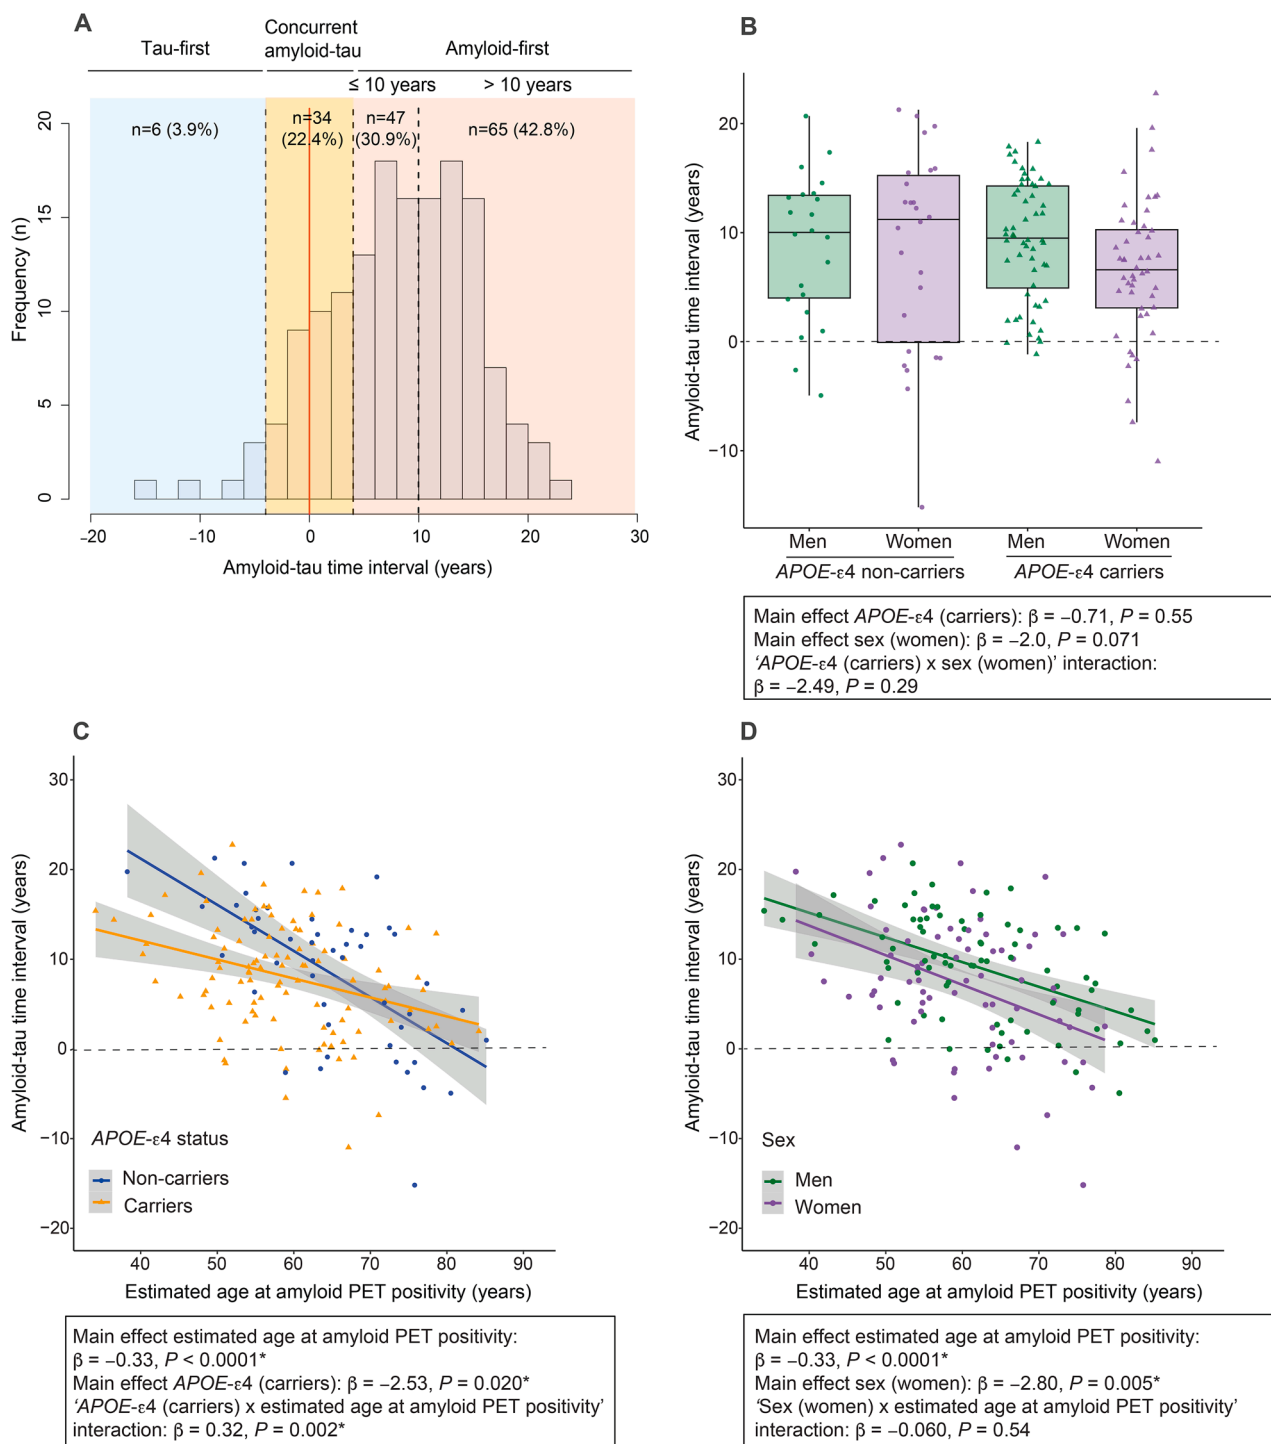 A
Tau-first
Concurrent
amyloid-tau
Amyloid-first
≤ 10 years
> 10 years
n=6 (3.9%)
n=34
(22.4%)
n=47
(30.9%)
n=65 (42.8%)
Frequency (n)
20
15
10
5
0
−20
−10
0
10
20
30
Amyloid-tau time interval (years)
B
Amyloid-tau time interval (years)
20
10
0
−10
Men
Women
Men
Women
APOE-ε4 non-carriers
APOE-ε4 carriers
Main effect APOE-ε4 (carriers): β = −0.71, P = 0.55
Main effect sex (women): β = −2.0, P = 0.071
‘APOE-ε4 (carriers) x sex (women)’ interaction:
β = −2.49, P = 0.29
C
Amyloid-tau time interval (years)
30
20
10
0
−10
−20
APOE-ε4 status
Non-carriers
Carriers
40
50
60
70
80
90
Estimated age at amyloid PET positivity (years)
Main effect estimated age at amyloid PET positivity:
β = −0.33, P < 0.0001*
Main effect APOE-ε4 (carriers): β = −2.53, P = 0.020*
‘APOE-ε4 (carriers) x estimated age at amyloid PET positivity’
interaction: β = 0.32, P = 0.002*
D
Amyloid-tau time interval (years)
30
20
10
0
−10
−20
Sex
Men
Women
40
50
60
70
80
90
Estimated age at amyloid PET positivity (years)
Main effect estimated age at amyloid PET positivity:
β = −0.33, P < 0.0001*
Main effect sex (women): β = −2.80, P = 0.005*
‘Sex (women) x estimated age at amyloid PET positivity’
interaction: β = −0.060, P = 0.54